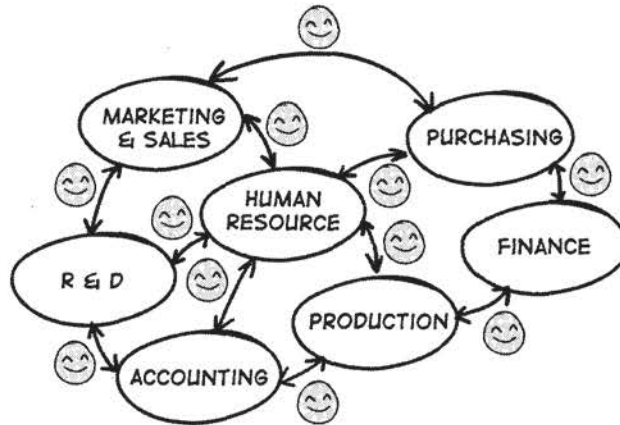 MARKETING
& SALES
PURCHASING
HUMAN
RESOURCE
R & D
FINANCE
PRODUCTION
ACCOUNTING